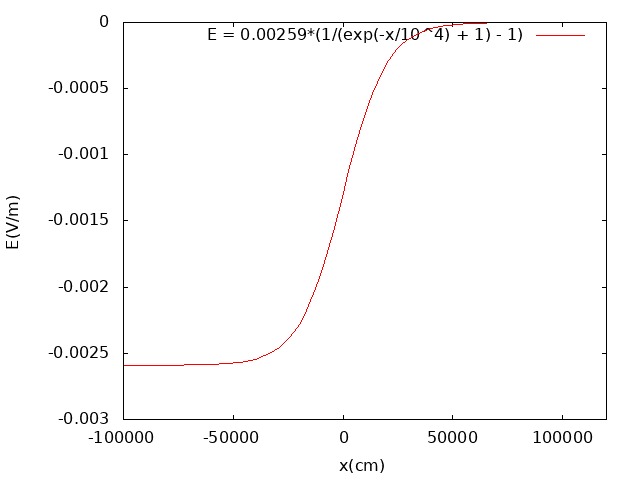 E = 0.00259*(1/(exp(-x/10^4) + 1) - 1)
0
-0.0005
-0.001
-0.0015
-0.002
-0.0025
-0.003
E(V/m)
-100000 -50000 0 50000 100000
x(cm)